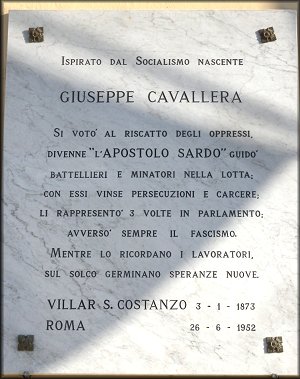 ISPIRATO DAL SOCIALISMO NASCENTE
GIUSEPPE CAVALLERA
SI VOTO' AL RISCATTO DEGLI OPPRESSI,
DIVENNE "L'APOSTOLO SARDO" GUIDO'
BATTELLIERI E MINATORI NELLA LOTTA;
CON ESSI VINSE PERSECUZIONI E CARCERE;
LI RAPPRESENTO' 3 VOLTE IN PARLAMENTO;
AVVERSO' SEMPRE IL FASCISMO.
MENTRE LO RICORDANO I LAVORATORI,
SUL SOLCO GERMINANO SPERANZE NUOVE.
VILLAR S. COSTANZO 3 - 1 - 1873
ROMA 26 - 6 - 1952